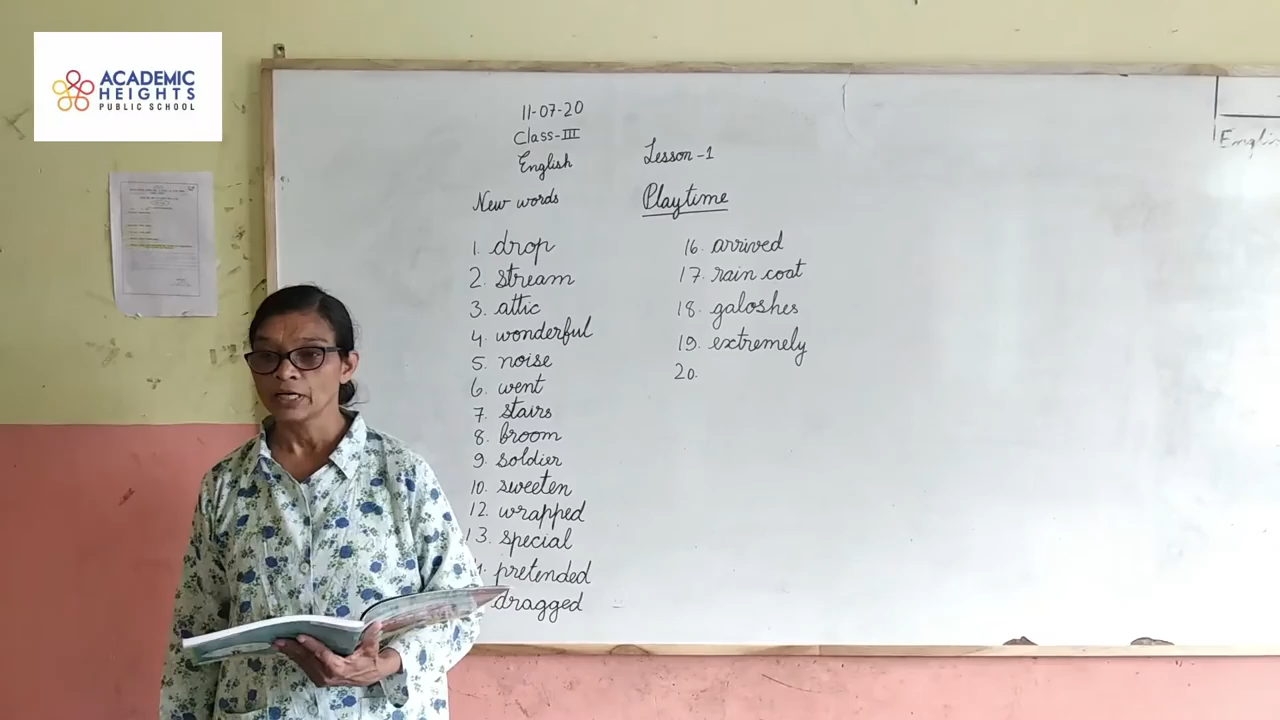 ACADEMIC
HEIGHTS
PUBLIC SCHOOL
11-07-20
Class-III
English
Lesson-1
New words
Playtime
1. drop
2. stream
3. attic
4. wonderful
5. noise
6. went
7. stairs
8. broom
9. soldier
10. sweeten
12. wrapped
13. special
pretended
dragged
16. arrived
17. rain coat
18. galoshes
19. extremely
20.